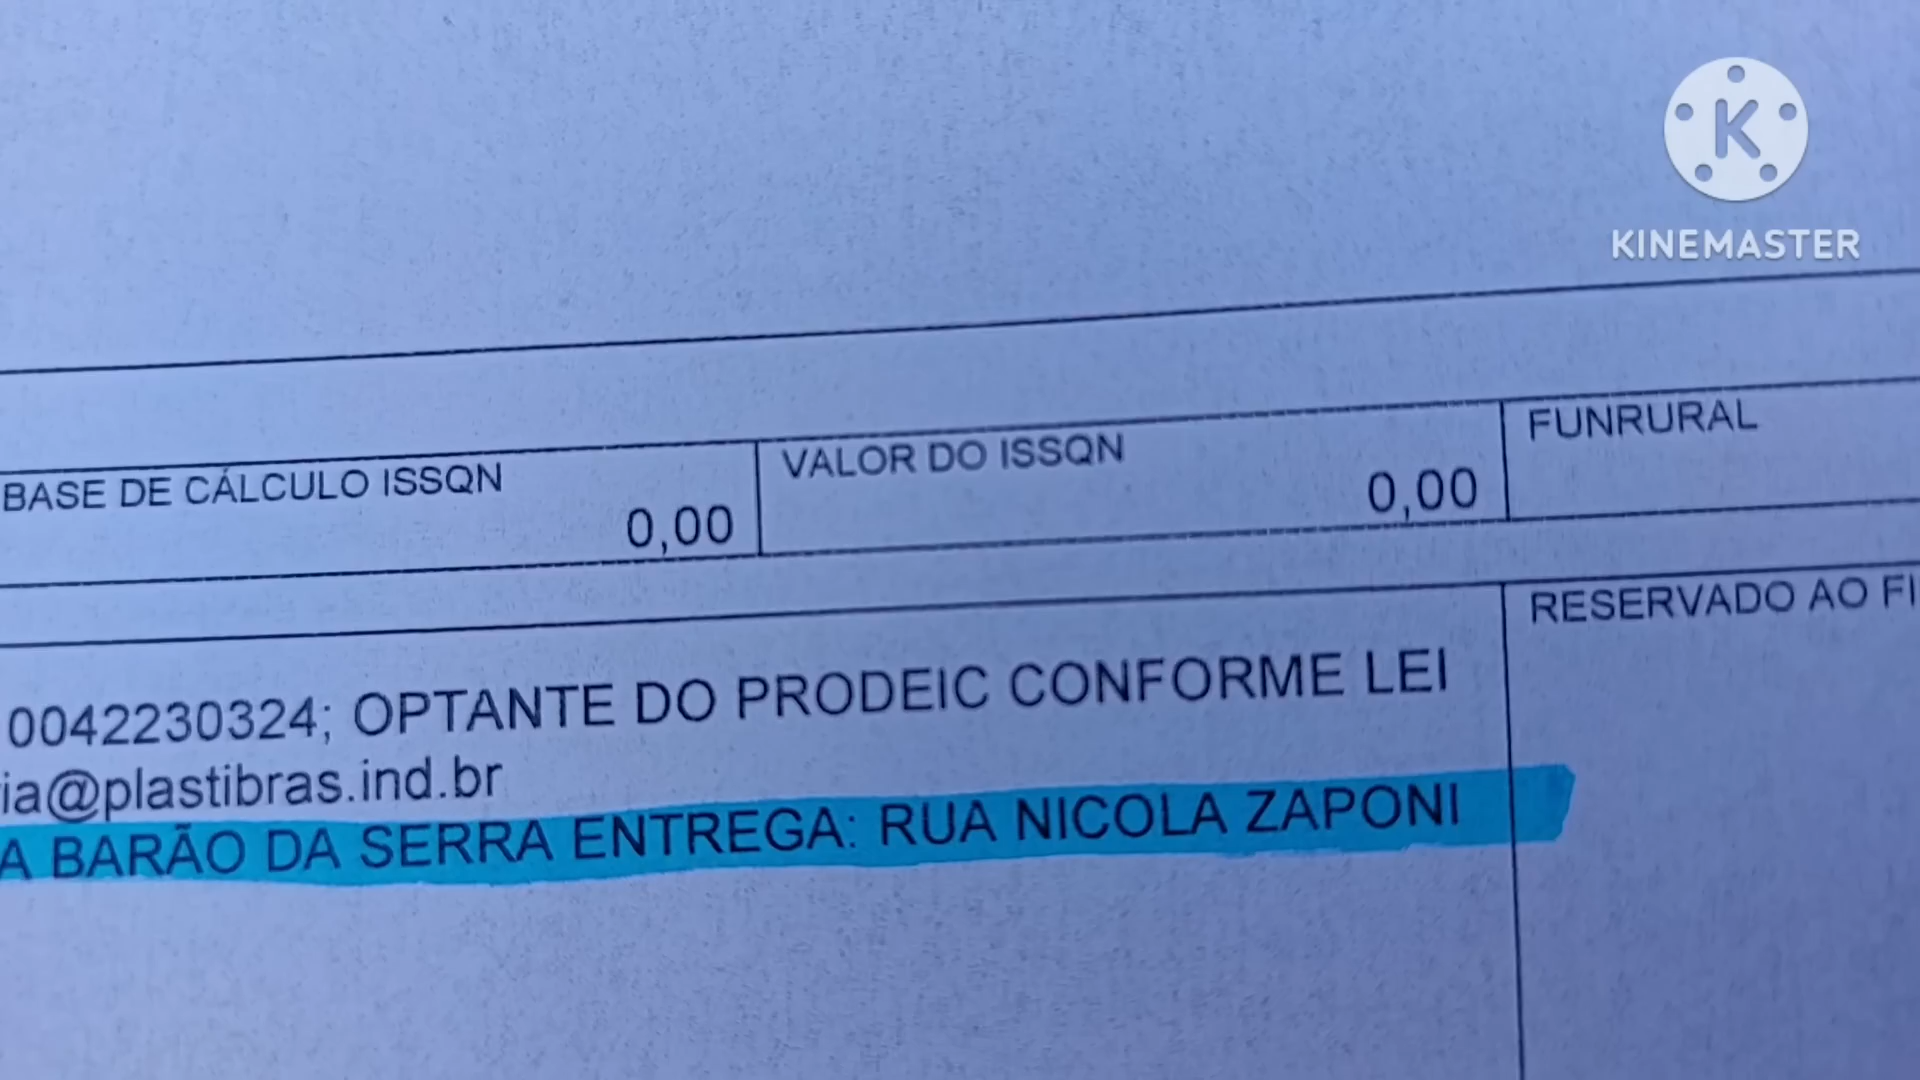 K
KINEMASTER
BASE DE CÁLCULO ISSQN
0,00
VALOR DO ISSQN
0,00
FUNRURAL
0042230324; OPTANTE DO PRODEIC CONFORME LEI
RESERVADO AO FI
ia@plastibras.ind.br
A BARÃO DA SERRA ENTREGA: RUA NICOLA ZAPONI